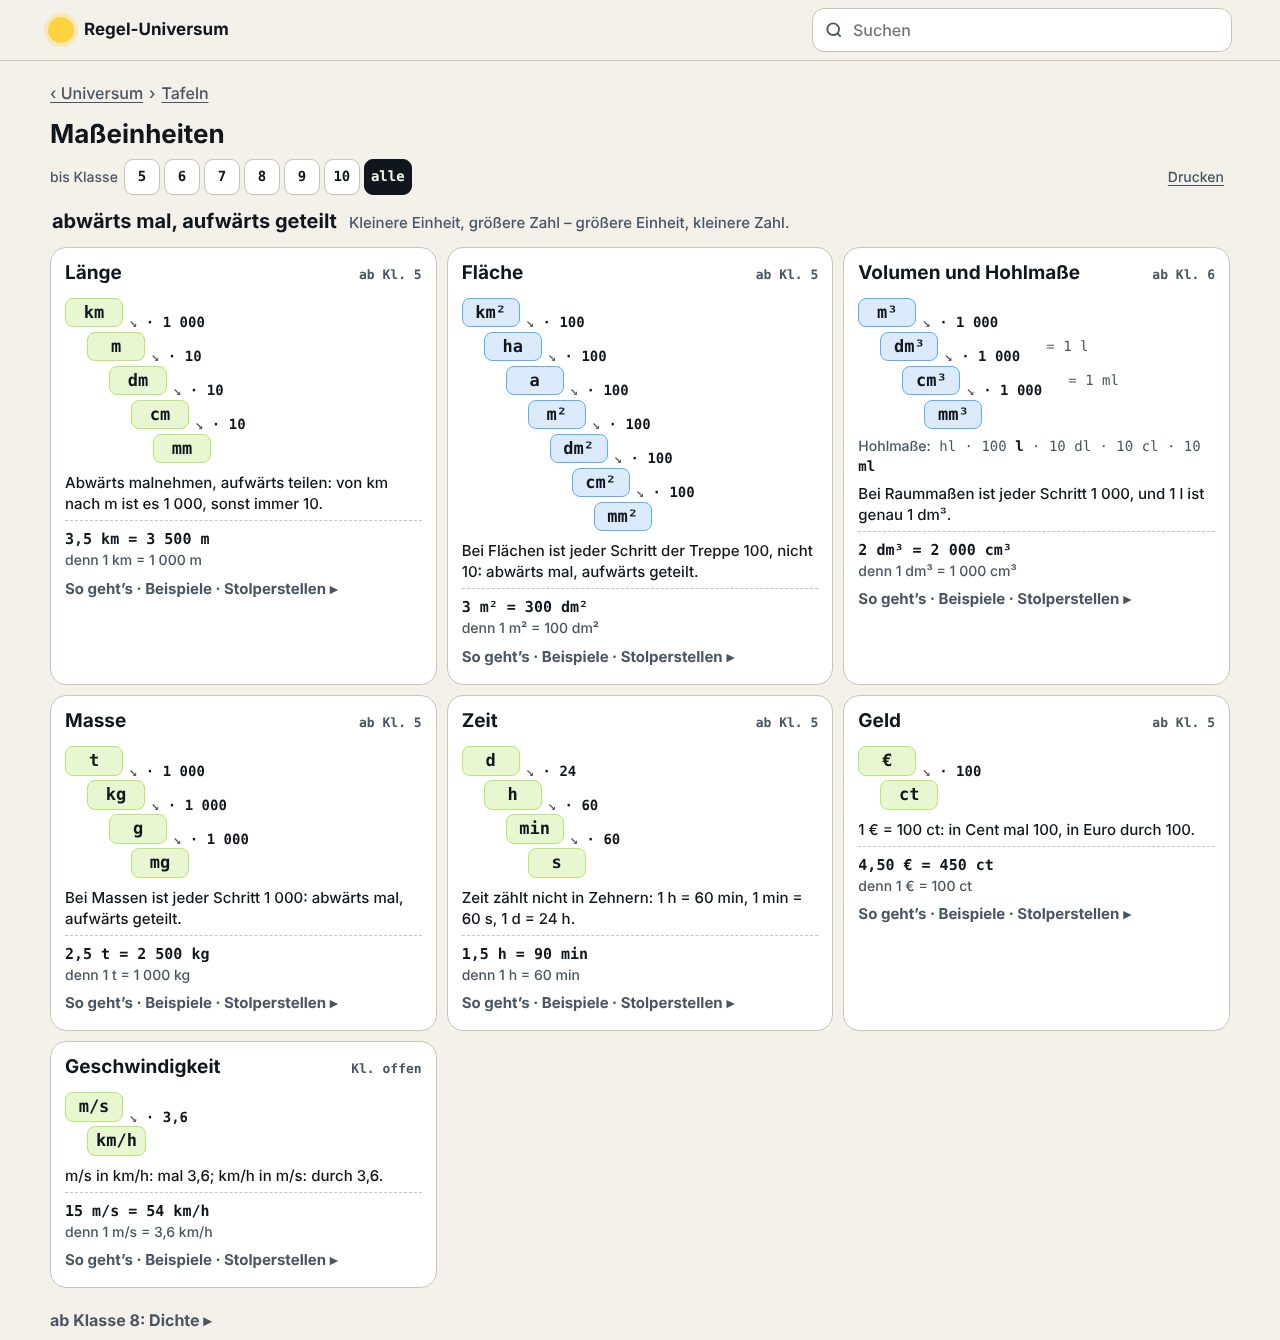 Regel-Universum
Suchen
‹ Universum › Tafeln
Maßeinheiten
bis Klasse 5 6 7 8 9 10 alle
Drucken
abwärts mal, aufwärts geteilt Kleinere Einheit, größere Zahl – größere Einheit, kleinere Zahl.
Länge ab Kl. 5
km ↘ · 1 000
m ↘ · 10
dm ↘ · 10
cm ↘ · 10
mm
Abwärts malnehmen, aufwärts teilen: von km
nach m ist es 1 000, sonst immer 10.
3,5 km = 3 500 m
denn 1 km = 1 000 m
So geht’s · Beispiele · Stolperstellen ▸
Fläche ab Kl. 5
km² ↘ · 100
ha ↘ · 100
a ↘ · 100
m² ↘ · 100
dm² ↘ · 100
cm² ↘ · 100
mm²
Bei Flächen ist jeder Schritt der Treppe 100, nicht
10: abwärts mal, aufwärts geteilt.
3 m² = 300 dm²
denn 1 m² = 100 dm²
So geht’s · Beispiele · Stolperstellen ▸
Volumen und Hohlmaße ab Kl. 6
m³ ↘ · 1 000
dm³ ↘ · 1 000 = 1 l
cm³ ↘ · 1 000 = 1 ml
mm³
Hohlmaße: hl · 100 l · 10 dl · 10 cl · 10
ml
Bei Raummaßen ist jeder Schritt 1 000, und 1 l ist
genau 1 dm³.
2 dm³ = 2 000 cm³
denn 1 dm³ = 1 000 cm³
So geht’s · Beispiele · Stolperstellen ▸
Masse ab Kl. 5
t ↘ · 1 000
kg ↘ · 1 000
g ↘ · 1 000
mg
Bei Massen ist jeder Schritt 1 000: abwärts mal,
aufwärts geteilt.
2,5 t = 2 500 kg
denn 1 t = 1 000 kg
So geht’s · Beispiele · Stolperstellen ▸
Zeit ab Kl. 5
d ↘ · 24
h ↘ · 60
min ↘ · 60
s
Zeit zählt nicht in Zehnern: 1 h = 60 min, 1 min =
60 s, 1 d = 24 h.
1,5 h = 90 min
denn 1 h = 60 min
So geht’s · Beispiele · Stolperstellen ▸
Geld ab Kl. 5
€ ↘ · 100
ct
1 € = 100 ct: in Cent mal 100, in Euro durch 100.
4,50 € = 450 ct
denn 1 € = 100 ct
So geht’s · Beispiele · Stolperstellen ▸
Geschwindigkeit Kl. offen
m/s ↘ · 3,6
km/h
m/s in km/h: mal 3,6; km/h in m/s: durch 3,6.
15 m/s = 54 km/h
denn 1 m/s = 3,6 km/h
So geht’s · Beispiele · Stolperstellen ▸
ab Klasse 8: Dichte ▸